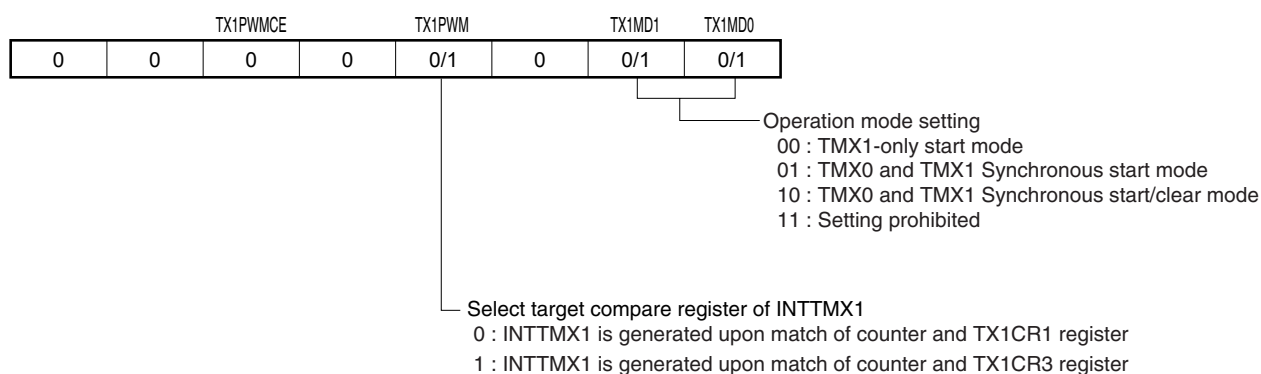 TX1PWMCE TX1PWM TX1MD1 TX1MD0
0 0 0 0 0/1 0 0/1 0/1
Operation mode setting
00 : TMX1-only start mode
01 : TMX0 and TMX1 Synchronous start mode
10 : TMX0 and TMX1 Synchronous start/clear mode
11 : Setting prohibited
Select target compare register of INTTMX1
0 : INTTMX1 is generated upon match of counter and TX1CR1 register
1 : INTTMX1 is generated upon match of counter and TX1CR3 register